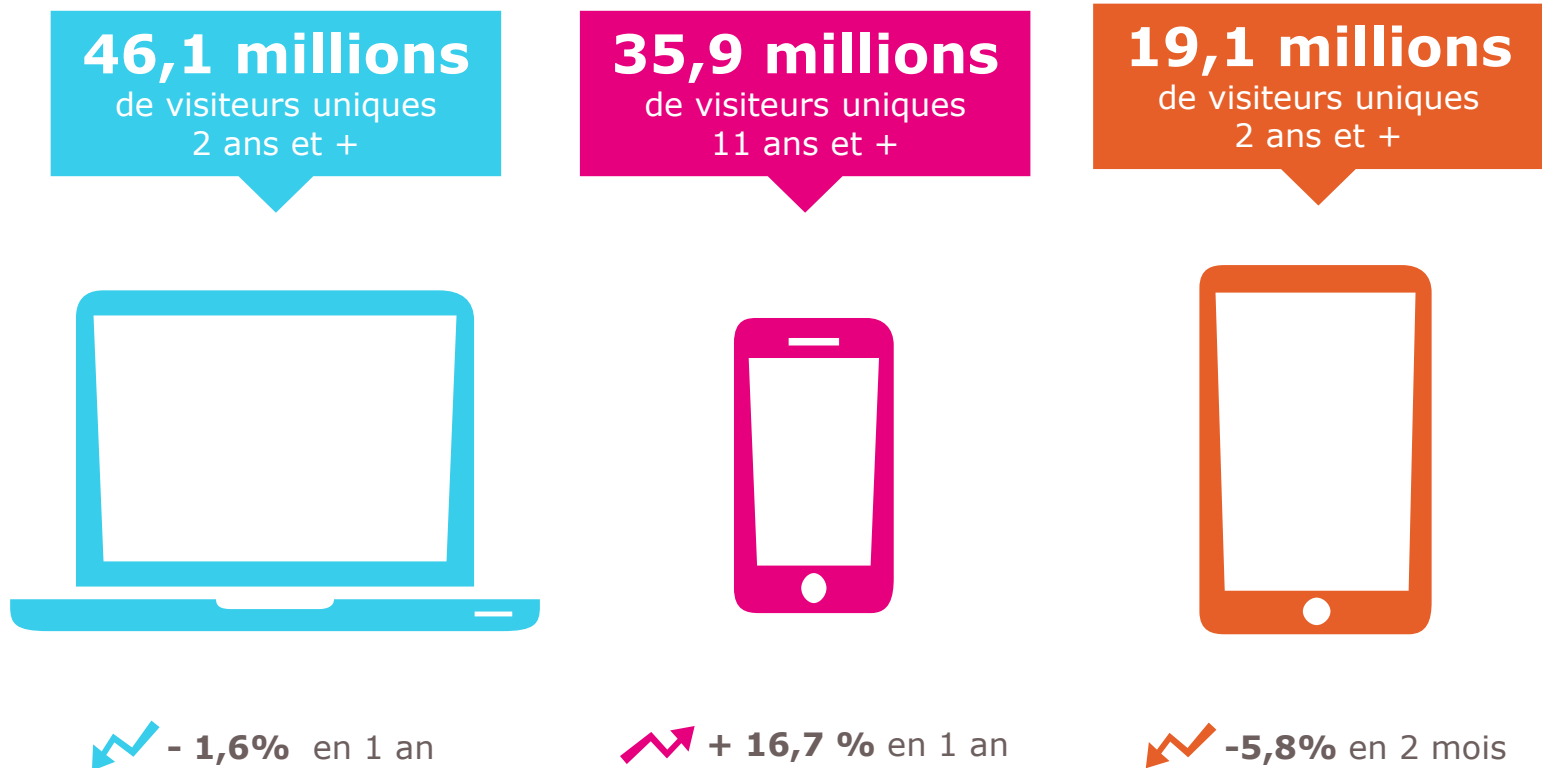 46,1 millions
de visiteurs uniques
2 ans et +
35,9 millions
de visiteurs uniques
11 ans et +
19,1 millions
de visiteurs uniques
2 ans et +
- 1,6% en 1 an
+ 16,7 % en 1 an
-5,8% en 2 mois